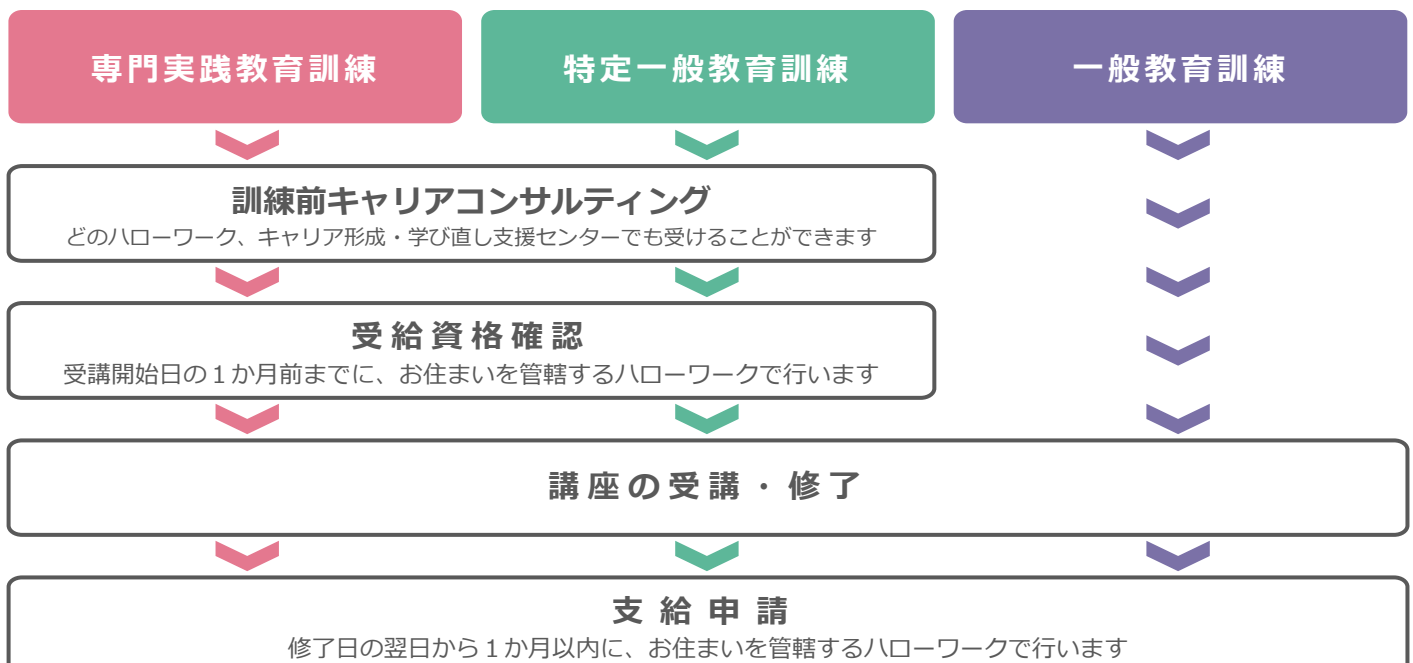 専門実践教育訓練
特定一般教育訓練
一般教育訓練
訓練前キャリアコンサルティング
どのハローワーク、キャリア形成・学び直し支援センターでも受けることができます
受給資格確認
受講開始日の１か月前までに、お住まいを管轄するハローワークで行います
講座の受講・修了
支給申請
修了日の翌日から１か月以内に、お住まいを管轄するハローワークで行います